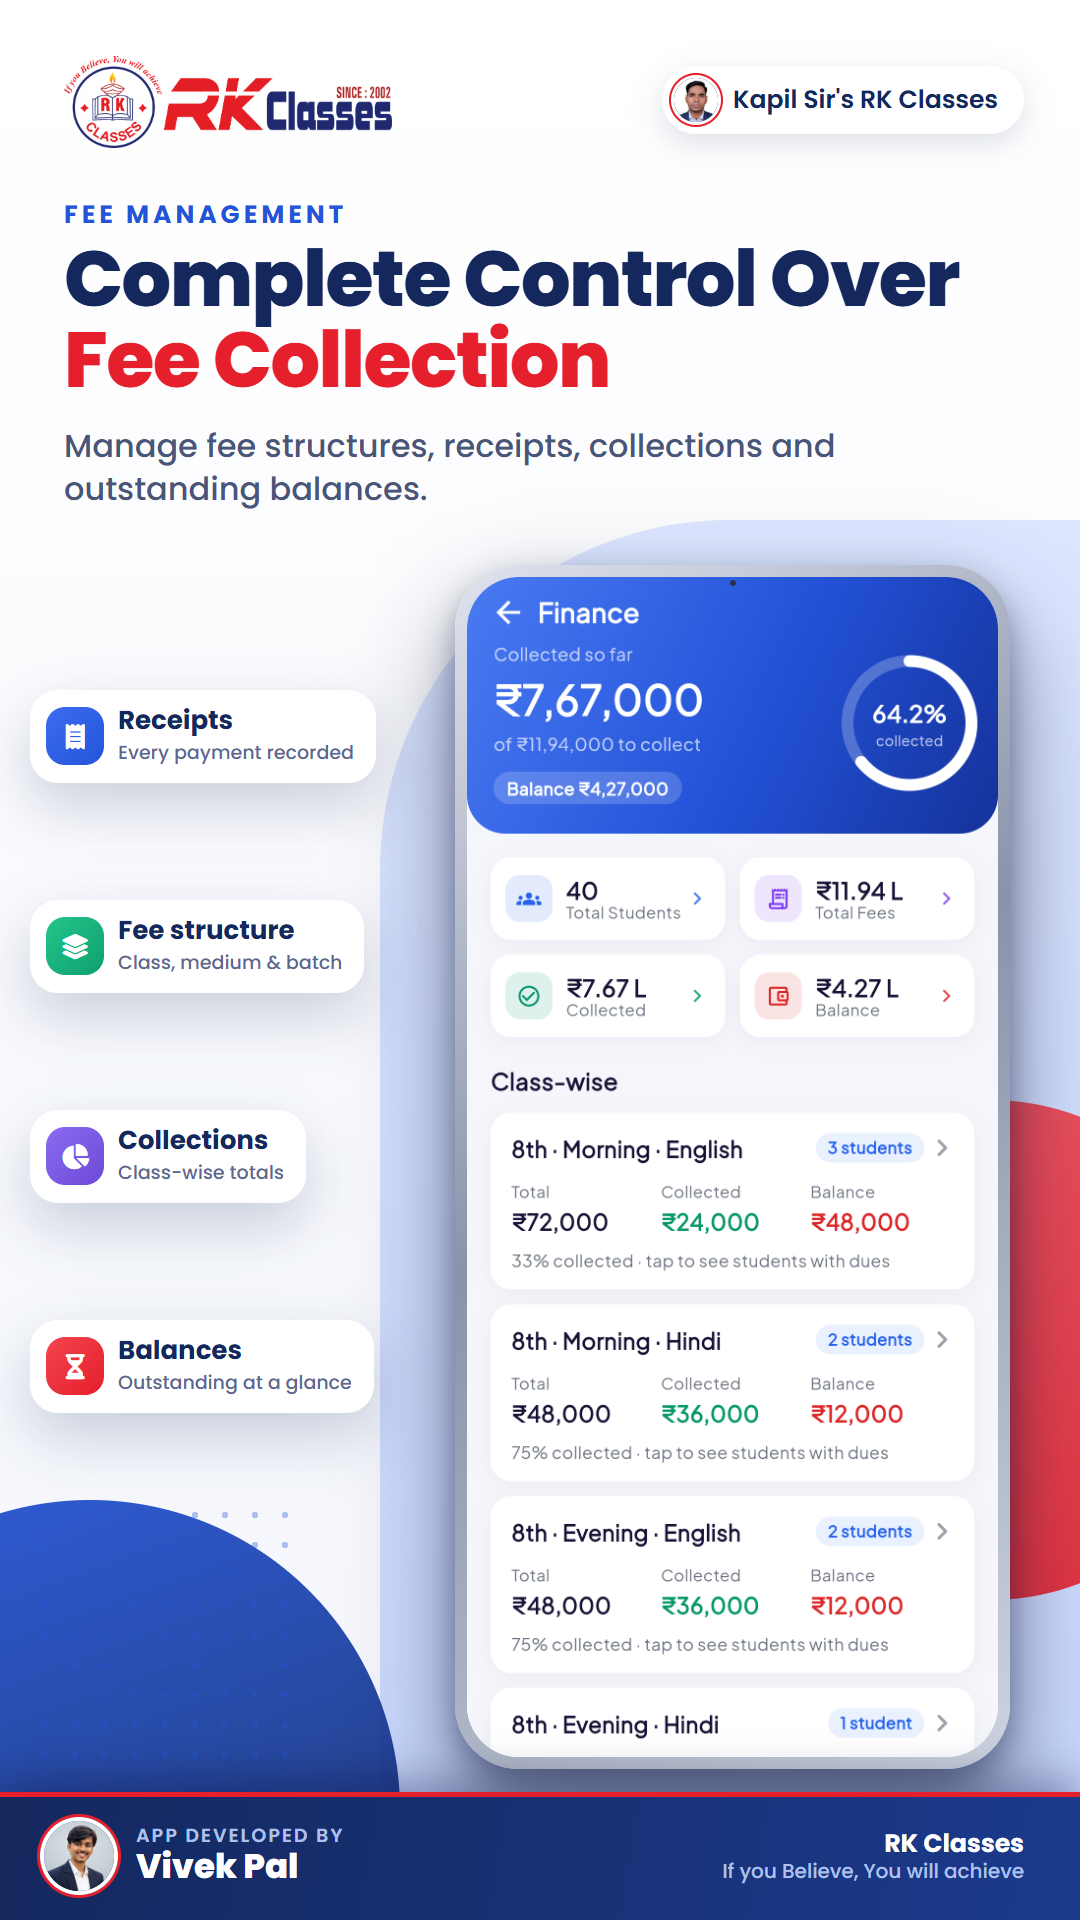 If you Believe, You will achieve
RK
CLASSES
RK Classes
SINCE : 2002
Kapil Sir's RK Classes
FEE MANAGEMENT
Complete Control Over
Fee Collection
Manage fee structures, receipts, collections and
outstanding balances.
Finance
Collected so far
₹7,67,000
of ₹11,94,000 to collect
Balance ₹4,27,000
64.2%
collected
Receipts
Every payment recorded
Fee structure
Class, medium & batch
Collections
Class-wise totals
Balances
Outstanding at a glance
40
Total Students
₹11.94 L
Total Fees
₹7.67 L
Collected
₹4.27 L
Balance
Class-wise
8th · Morning · English 3 students
Total Collected Balance
₹72,000 ₹24,000 ₹48,000
33% collected · tap to see students with dues
8th · Morning · Hindi 2 students
Total Collected Balance
₹48,000 ₹36,000 ₹12,000
75% collected · tap to see students with dues
8th · Evening · English 2 students
Total Collected Balance
₹48,000 ₹36,000 ₹12,000
75% collected · tap to see students with dues
8th · Evening · Hindi 1 student
APP DEVELOPED BY
Vivek Pal
RK Classes
If you Believe, You will achieve